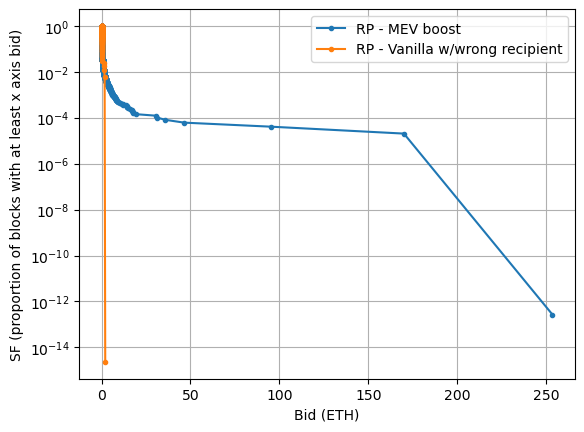 RP - MEV boost
RP - Vanilla w/wrong recipient
SF (proportion of blocks with at least x axis bid)
10⁰
10⁻²
10⁻⁴
10⁻⁶
10⁻⁸
10⁻¹⁰
10⁻¹²
10⁻¹⁴
0 50 100 150 200 250
Bid (ETH)